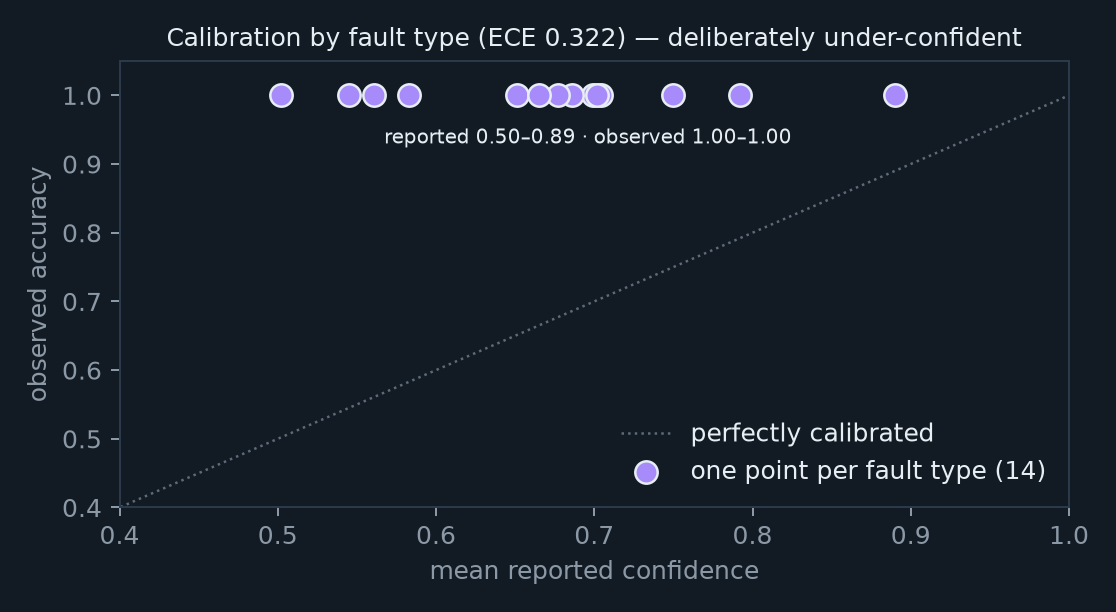 Calibration by fault type (ECE 0.322) — deliberately under-confident
1.0
0.9
0.8
0.7
0.6
0.5
0.4
observed accuracy
reported 0.50–0.89 · observed 1.00–1.00
perfectly calibrated
one point per fault type (14)
0.4 0.5 0.6 0.7 0.8 0.9 1.0
mean reported confidence